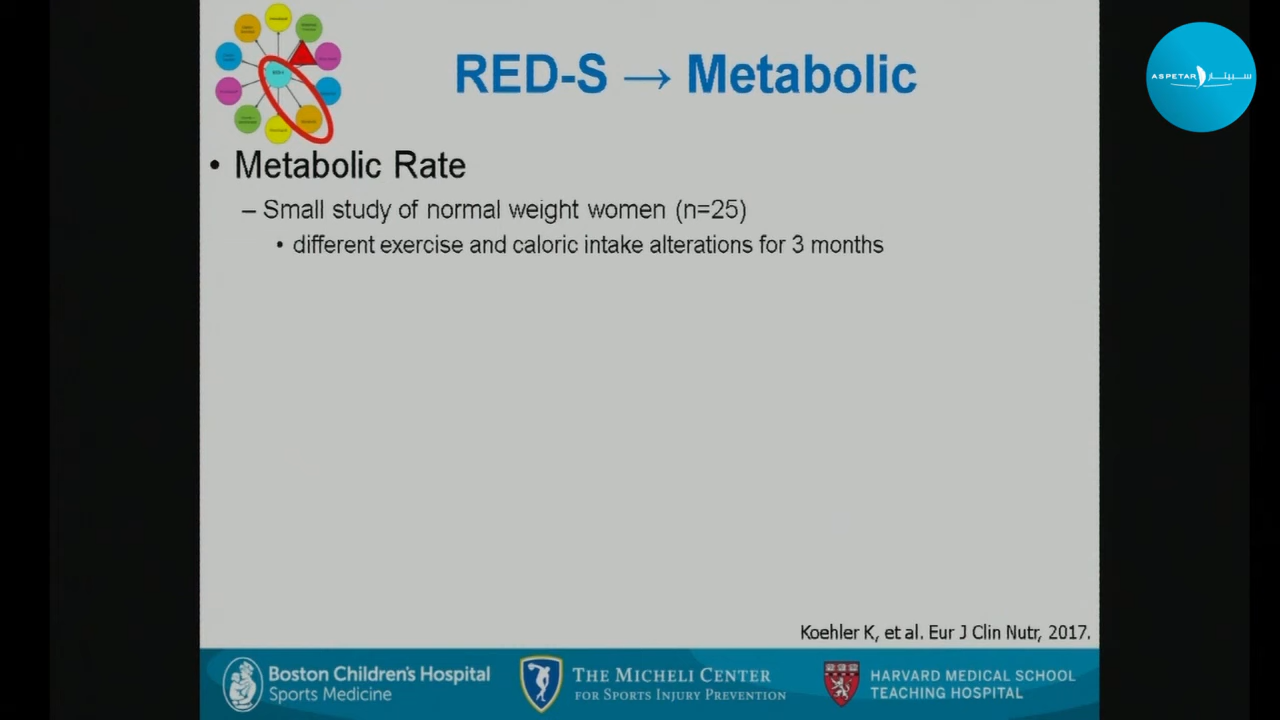 RED-S → Metabolic
ASPETAR سبيتار
• Metabolic Rate
– Small study of normal weight women (n=25)
• different exercise and caloric intake alterations for 3 months
Koehler K, et al. Eur J Clin Nutr, 2017.
Boston Children's Hospital
Sports Medicine
THE MICHELI CENTER
FOR SPORTS INJURY PREVENTION
HARVARD MEDICAL SCHOOL
TEACHING HOSPITAL